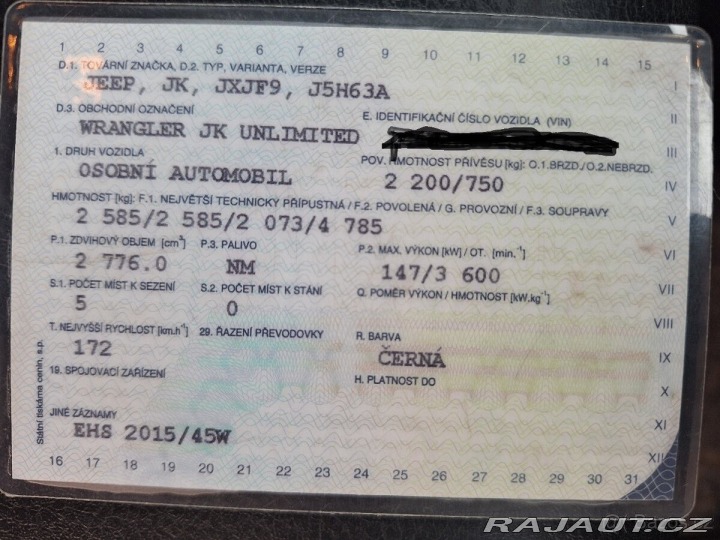 1 2 3 4 5 6 7 8 9 10 11 12 13 14 15
D.1. TOVÁRNÍ ZNAČKA, D.2. TYP, VARIANTA, VERZE
JEEP, JK, JXJF9, J5H63A
I
D.3. OBCHODNÍ OZNAČENÍ
E. IDENTIFIKAČNÍ ČÍSLO VOZIDLA (VIN)
II
WRANGLER JK UNLIMITED
III
1. DRUH VOZIDLA
POV. HMOTNOST PŘÍVĚSU [kg]: O.1.BRZD./O.2.NEBRZD.
OSOBNÍ AUTOMOBIL
2 200/750
IV
HMOTNOST [kg]: F.1. NEJVĚTŠÍ TECHNICKY PŘÍPUSTNÁ / F.2. POVOLENÁ / G. PROVOZNÍ / F.3. SOUPRAVY
2 585/2 585/2 073/4 785
V
P.1. ZDVIHOVÝ OBJEM [cm³]
P.3. PALIVO
P.2. MAX. VÝKON [kW] / OT. [min.⁻¹]
VI
2 776.0
NM
147/3 600
S.1. POČET MÍST K SEZENÍ
S.2. POČET MÍST K STÁNÍ
Q. POMĚR VÝKON / HMOTNOST [kW.kg⁻¹]
VII
5
0
VIII
T. NEJVYŠŠÍ RYCHLOST [km.h⁻¹]
29. ŘAZENÍ PŘEVODOVKY
R. BARVA
172
ČERNÁ
IX
19. SPOJOVACÍ ZAŘÍZENÍ
H. PLATNOST DO
X
JINÉ ZÁZNAMY
XI
EHS 2015/45W
XII
16 17 18 19 20 21 22 23 24 25 26 27 28 29 30 31
Státní tiskárna cenin, s.p.
RAJAUT.CZ